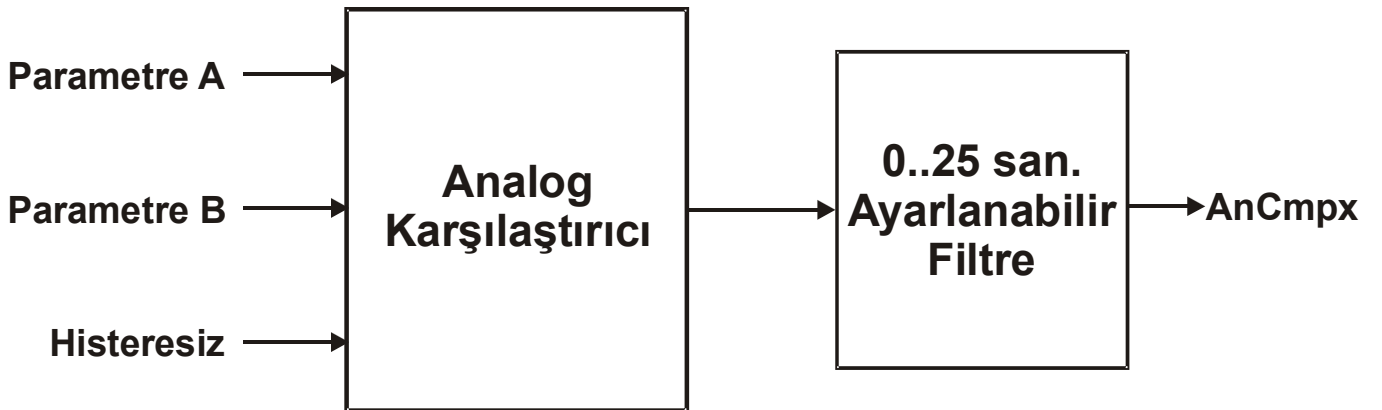 Parametre A
Parametre B
Histeresiz
Analog
Karşılaştırıcı
0..25 san.
Ayarlanabilir
Filtre
AnCmpx